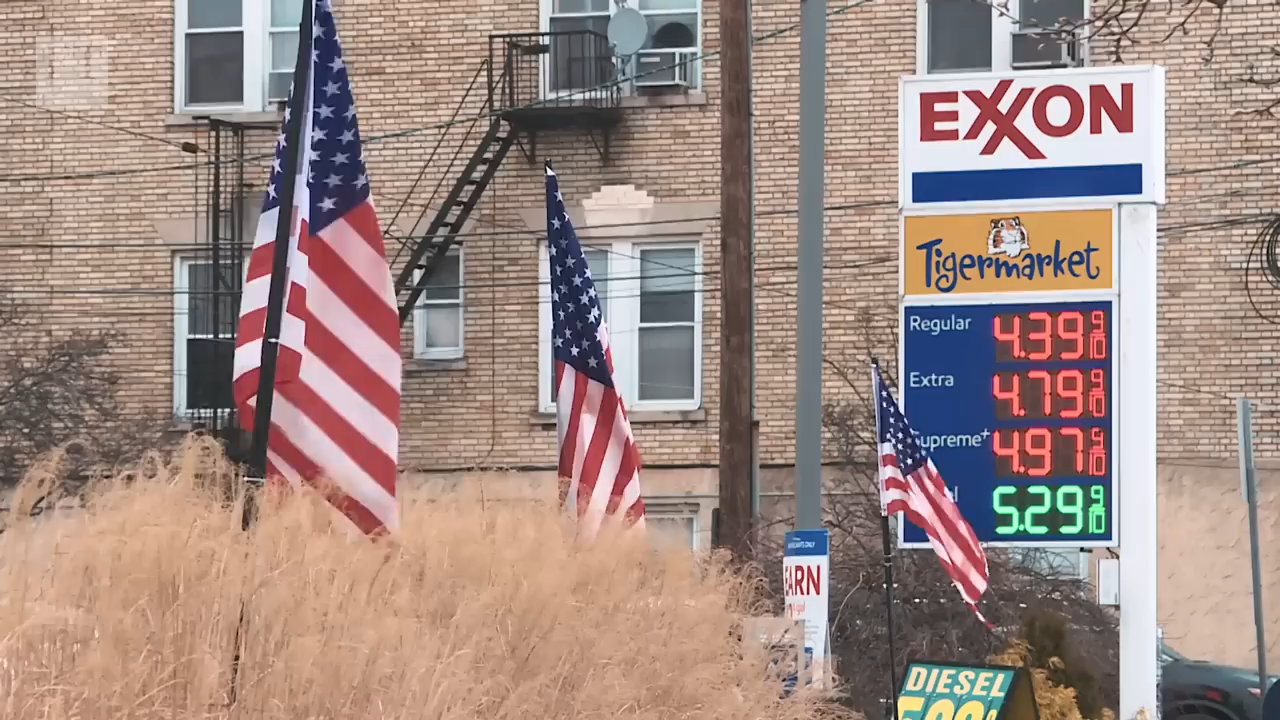 EXXON
Tigermarket
Regular 4.39 9/10
Extra 4.79 9/10
upreme+ 4.97 9/10
5.29 9/10
EARN
DIESEL